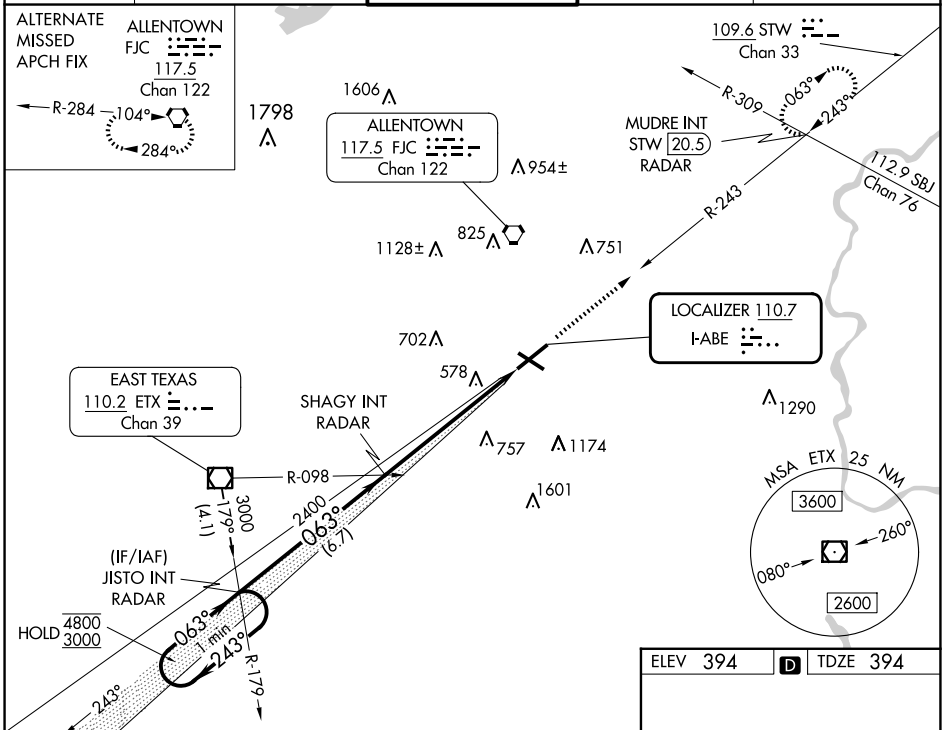 ALTERNATE
MISSED
APCH FIX
ALLENTOWN
FJC
117.5
Chan 122
R-284
104°
284°
1798
1606
ALLENTOWN
117.5 FJC
Chan 122
954±
109.6 STW
Chan 33
R-309
063°
243°
MUDRE INT
STW 20.5
RADAR
112.9 SBJ
Chan 76
R-243
1128±
825
751
LOCALIZER 110.7
I-ABE
702
578
EAST TEXAS
110.2 ETX
Chan 39
SHAGY INT
RADAR
1290
757
1174
1601
R-098
3000
179°
(4.1)
2400
063°
(6.7)
(IF/IAF)
JISTO INT
RADAR
HOLD 4800
3000
063°
1 min
243°
R-179
243°
MSA ETX 25 NM
3600
260°
080°
2600
ELEV 394
D
TDZE 394